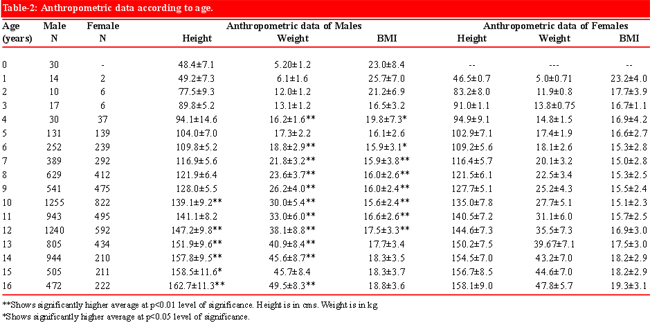 Table-2: Anthropometric data according to age.
Age Male Female Anthropometric data of Males Anthropometric data of Females
(years) N N Height Weight BMI Height Weight BMI
0 30 - 48.4±7.1 5.20±1.2 23.0±8.4 -- --- --
1 14 2 49.2±7.3 6.1±1.6 25.7±7.0 46.5±0.7 5.0±0.71 23.2±4.0
2 10 6 77.5±9.3 12.0±1.2 21.2±6.9 83.2±8.0 11.9±0.8 17.7±3.9
3 17 6 89.8±5.2 13.1±1.2 16.5±3.2 91.0±1.1 13.8±0.75 16.7±1.1
4 30 37 94.1±14.6 16.2±1.6** 19.8±7.3* 94.9±9.1 14.8±1.5 16.9±4.2
5 131 139 104.0±7.0 17.3±2.2 16.1±2.6 102.9±7.1 17.4±1.9 16.6±2.7
6 252 239 109.8±5.2 18.8±2.9** 15.9±3.1* 109.2±5.6 18.1±2.6 15.3±2.8
7 389 292 116.9±5.6 21.8±3.2** 15.9±3.8** 116.4±5.7 20.1±3.2 15.0±2.8
8 629 412 121.9±6.4 23.6±3.7** 16.0±2.6** 121.5±6.1 22.5±3.4 15.3±2.5
9 541 475 128.0±5.5 26.2±4.0** 16.0±2.4** 127.7±5.1 25.2±4.3 15.5±2.4
10 1255 822 139.1±9.2** 30.0±5.4** 15.6±2.4** 135.0±7.8 27.7±5.1 15.1±2.3
11 943 495 141.1±8.2 33.0±6.0** 16.6±2.6** 140.5±7.2 31.1±6.0 15.7±2.5
12 1240 592 147.2±9.8** 38.1±8.8** 17.5±3.3** 144.6±7.3 35.5±7.3 16.9±3.0
13 805 434 151.9±9.6** 40.9±8.4** 17.7±3.4 150.2±7.5 39.67±7.1 17.5±3.0
14 944 210 157.8±9.5** 45.6±8.7** 18.3±3.5 154.5±7.0 43.2±7.0 18.2±2.9
15 505 211 158.5±11.6* 45.7±8.4 18.3±3.7 156.7±8.5 44.6±7.0 18.2±2.9
16 472 222 162.7±11.3** 49.5±8.3** 18.8±3.6 158.1±9.0 47.8±5.7 19.3±3.1
**Shows significantly higher average at p<0.01 level of significance. Height is in cms. Weight is in kg.
*Shows significantly higher average at p<0.05 level of significance.